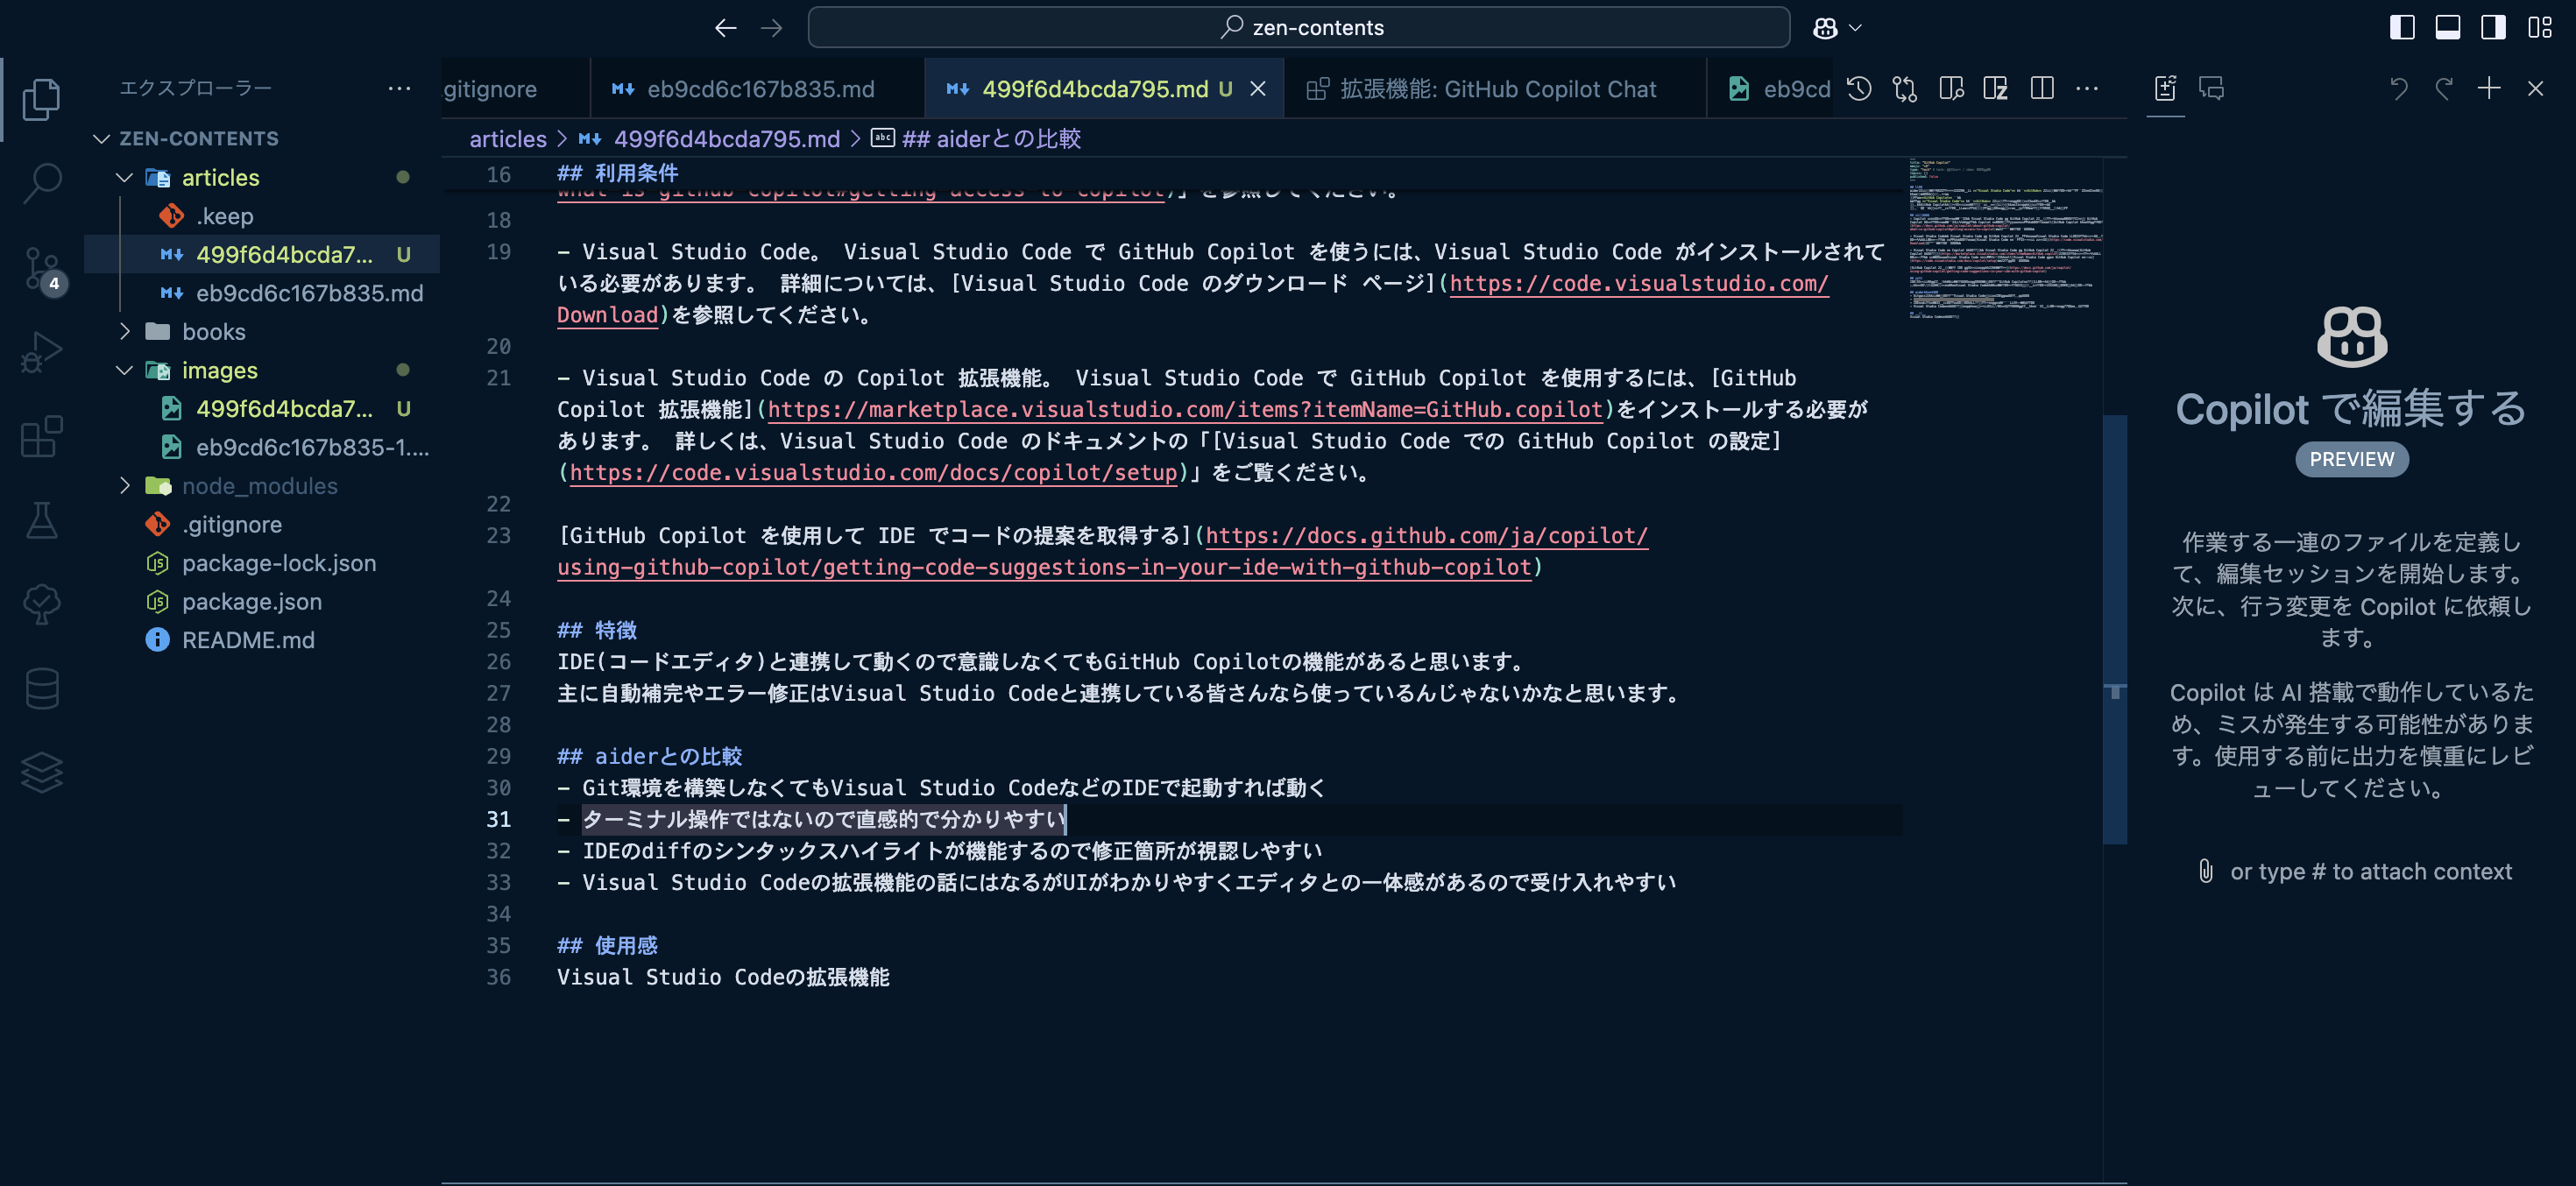 zen-contents
エクスプローラー
ZEN-CONTENTS
articles
.keep
499f6d4bcda7... U
eb9cd6c167b835.md
books
images
499f6d4bcda7... U
eb9cd6c167b835-1....
node_modules
.gitignore
package-lock.json
package.json
README.md
4
gitignore
eb9cd6c167b835.md
499f6d4bcda795.md U
拡張機能: GitHub Copilot Chat
eb9cd
articles > 499f6d4bcda795.md > ## aiderとの比較
16 ## 利用条件
what-is-github-copilot#getting-access-to-copilot)」を参照してください。
18
19 - Visual Studio Code。 Visual Studio Code で GitHub Copilot を使うには、Visual Studio Code がインストールされて
いる必要があります。 詳細については、[Visual Studio Code のダウンロード ページ](https://code.visualstudio.com/
Download)を参照してください。
20
21 - Visual Studio Code の Copilot 拡張機能。 Visual Studio Code で GitHub Copilot を使用するには、[GitHub
Copilot 拡張機能](https://marketplace.visualstudio.com/items?itemName=GitHub.copilot)をインストールする必要が
あります。 詳しくは、Visual Studio Code のドキュメントの「[Visual Studio Code での GitHub Copilot の設定]
(https://code.visualstudio.com/docs/copilot/setup)」をご覧ください。
22
23 [GitHub Copilot を使用して IDE でコードの提案を取得する](https://docs.github.com/ja/copilot/
using-github-copilot/getting-code-suggestions-in-your-ide-with-github-copilot)
24
25 ## 特徴
26 IDE(コードエディタ)と連携して動くので意識しなくてもGitHub Copilotの機能があると思います。
27 主に自動補完やエラー修正はVisual Studio Codeと連携している皆さんなら使っているんじゃないかなと思います。
28
29 ## aiderとの比較
30 - Git環境を構築しなくてもVisual Studio CodeなどのIDEで起動すれば動く
31 - ターミナル操作ではないので直感的で分かりやすい
32 - IDEのdiffのシンタックスハイライトが機能するので修正箇所が視認しやすい
33 - Visual Studio Codeの拡張機能の話にはなるがUIがわかりやすくエディタとの一体感があるので受け入れやすい
34
35 ## 使用感
36 Visual Studio Codeの拡張機能
Copilot で編集する
PREVIEW
作業する一連のファイルを定義し
て、編集セッションを開始します。
次に、行う変更を Copilot に依頼し
ます。
Copilot は AI 搭載で動作しているた
め、ミスが発生する可能性がありま
す。使用する前に出力を慎重にレビ
ューしてください。
or type # to attach context